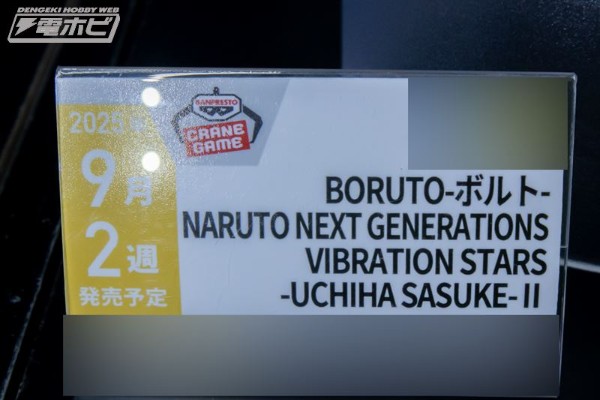 DENGEKI HOBBY WEB
電ホビ
BANPRESTO
CRANE
GAME
2025年
9月
2週
発売予定
BORUTO-ボルト-
NARUTO NEXT GENERATIONS
VIBRATION STARS
-UCHIHA SASUKE-Ⅱ